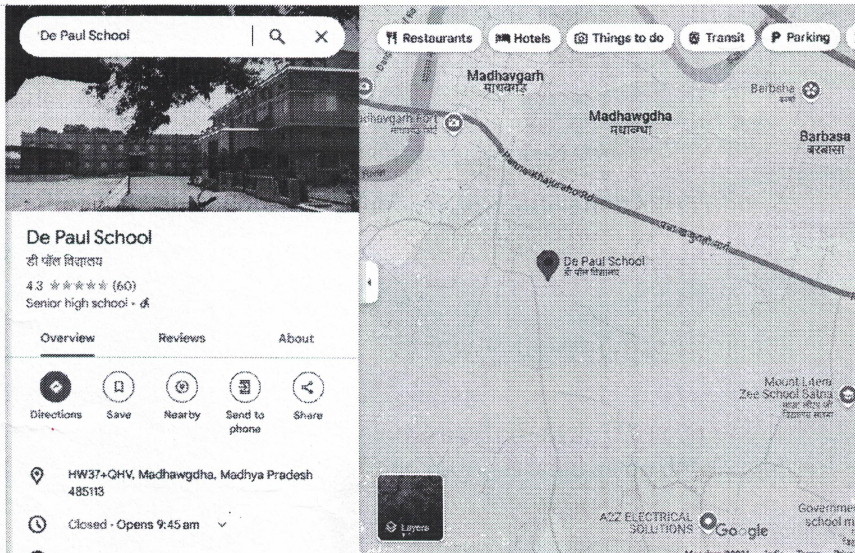 De Paul School
De Paul School
डी पॉल विद्यालय
4.3 ★★★★★ (60)
Senior high school ·
Overview Reviews About
Directions Save Nearby Send to phone Share
HW37+QHV, Madhawgdha, Madhya Pradesh
485113
Closed · Opens 9:45 am
Restaurants Hotels Things to do Transit Parking
Madhavgarh
माधवगढ़
Barbsha
Madhawgdha
मधावग्धा
Barbasa
बरबासा
Panna-Khajuraho Rd
De Paul School
डी पॉल विद्यालय
Mount Litera
Zee School Satna
A2Z ELECTRICAL
SOLUTIONS
Google
Layers